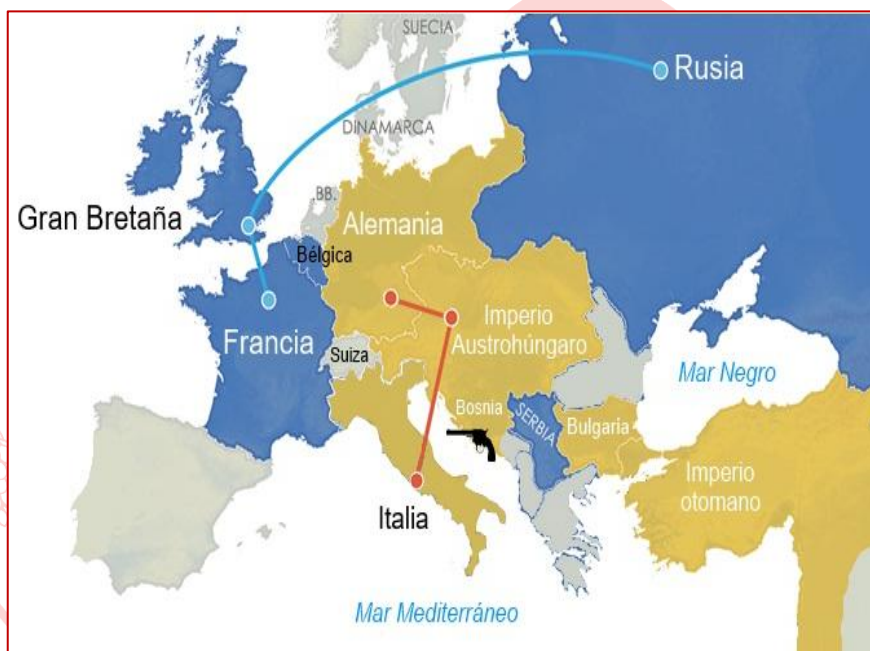 SUECIA
Rusia
DINAMARCA
Gran Bretaña
.BB.
Alemania
Bélgica
Imperio
Austrohúngaro
Francia
Suiza
Mar Negro
Bosnia
SERBIA
Bulgaria
Imperio
otomano
Italia
Mar Mediterráneo